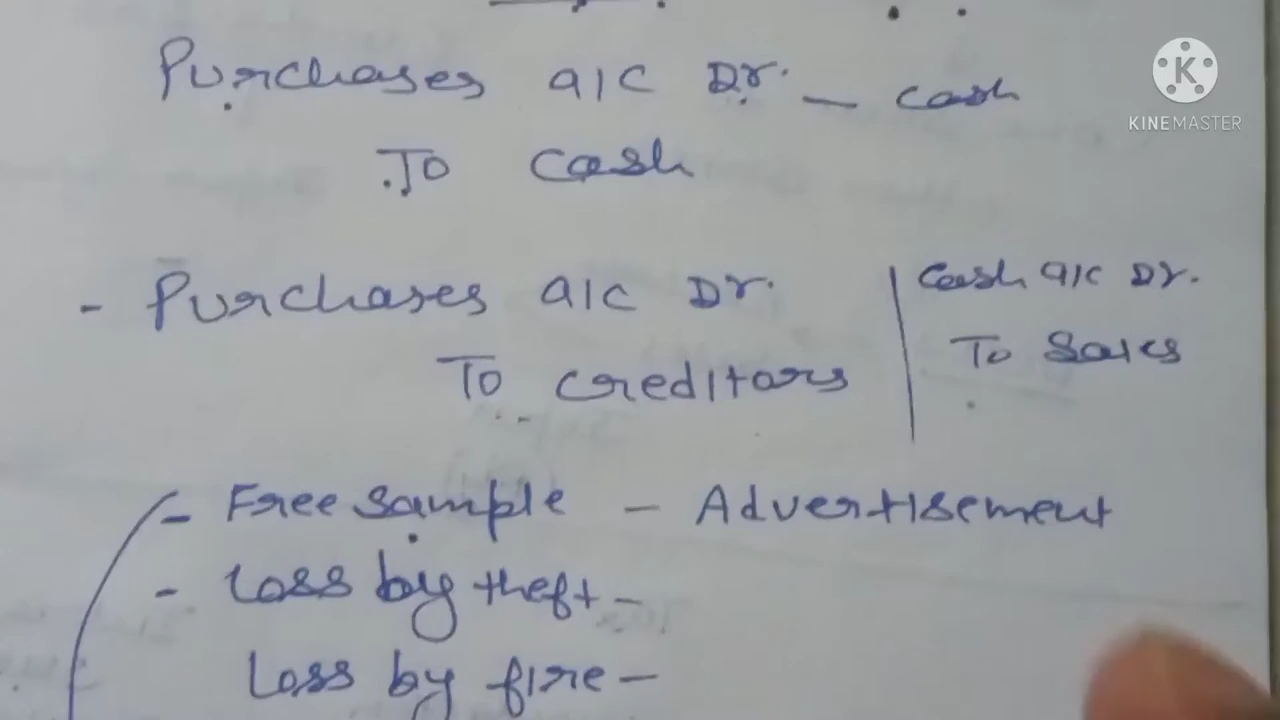 Purchases a/c Dr. - cash
To cash
- Purchases a/c Dr.
To creditors
Cash a/c Dr.
To Sales
- Free sample - Advertisement
- Loss by theft -
Loss by fire -
K
KINEMASTER